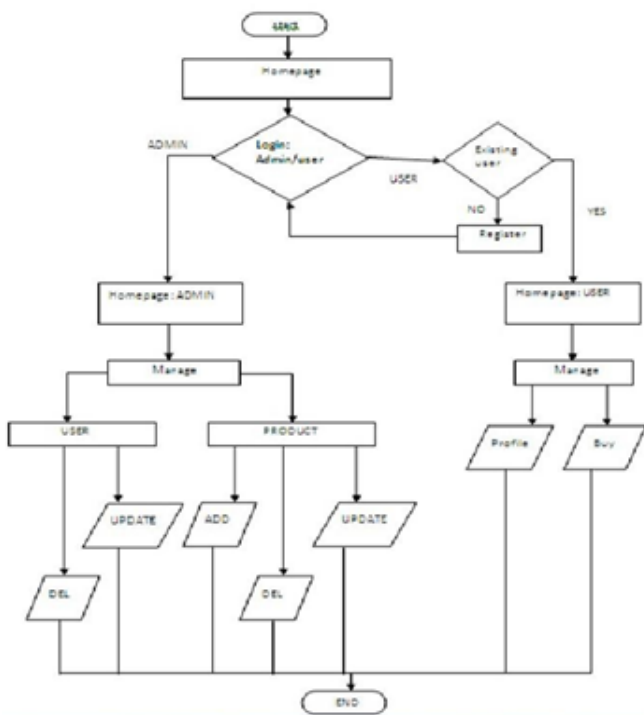 Homepage
ADMIN
Login:
Admin/user
USER
Existing
user
NO
YES
Register
Homepage: ADMIN
Homepage: USER
Manage
Manage
USER
PRODUCT
Profile
Buy
UPDATE
ADD
UPDATE
DEL
DEL
END